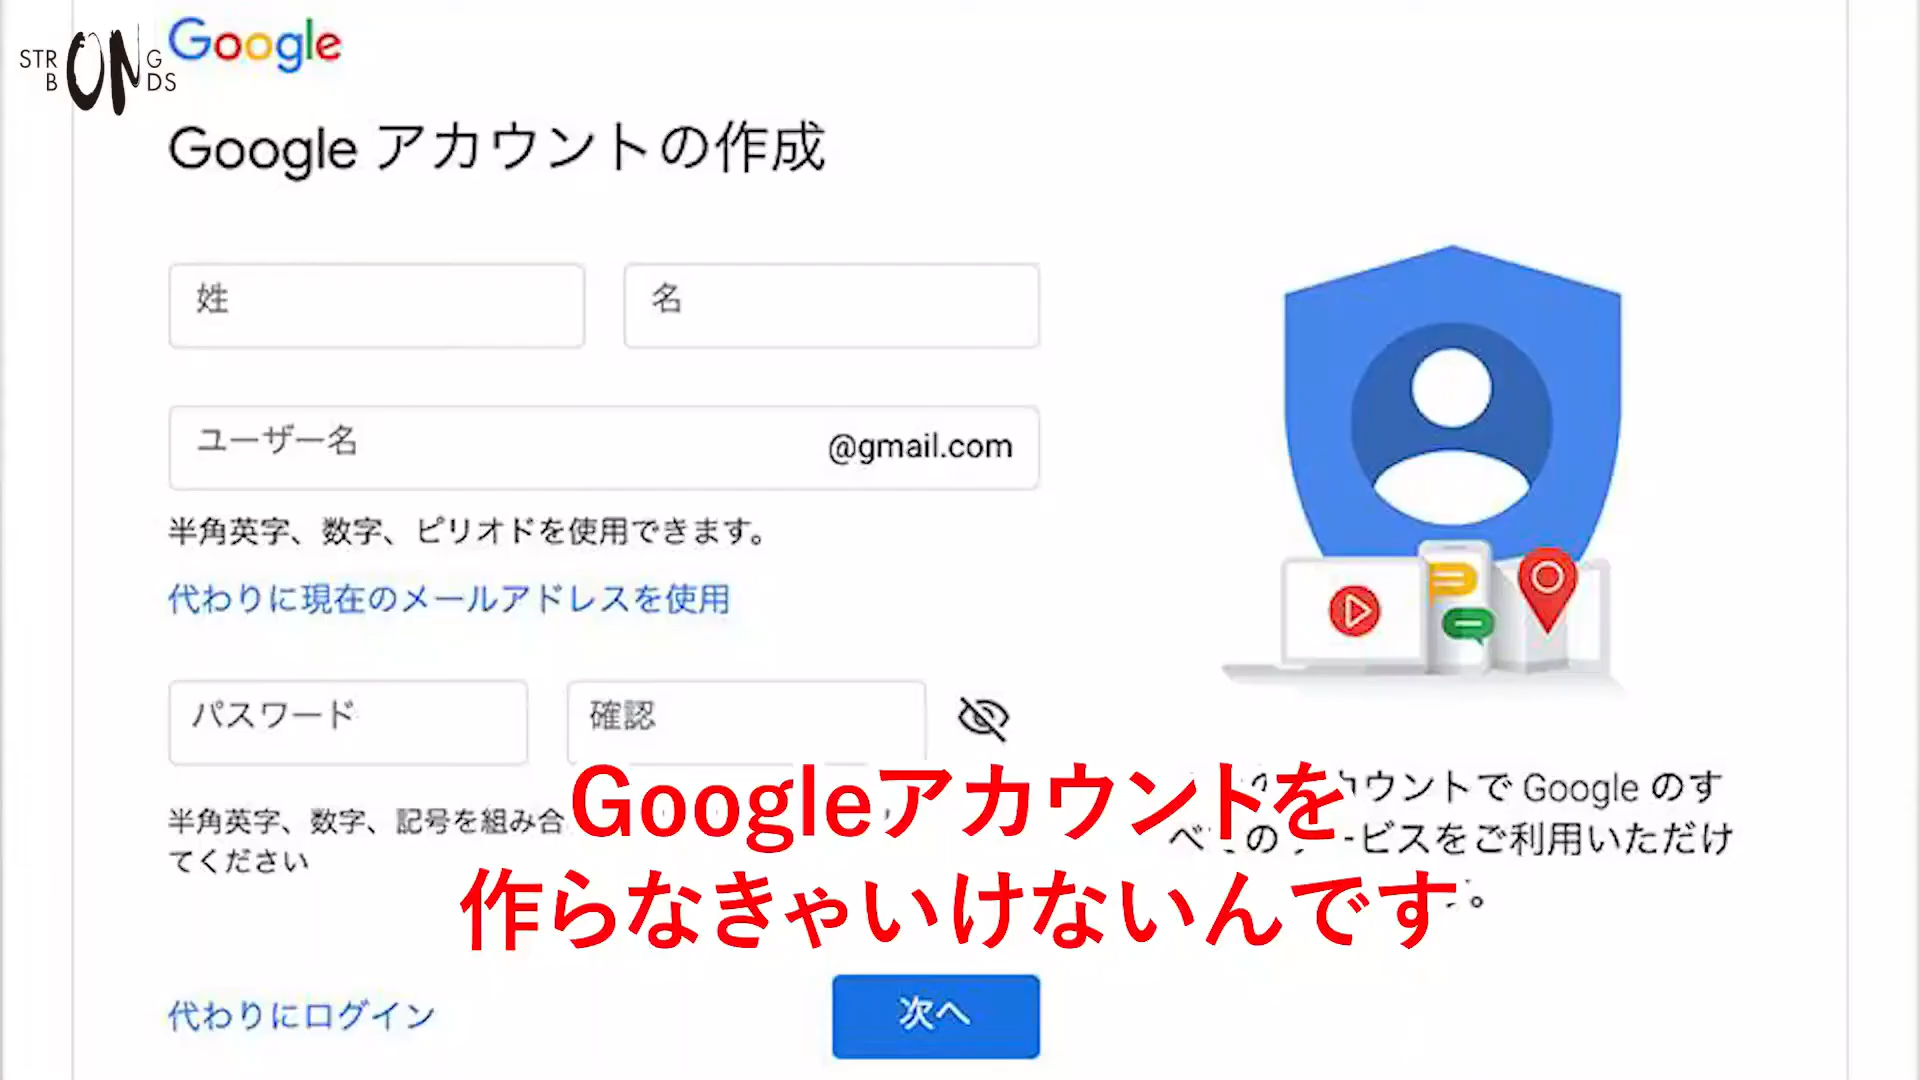 STRONG
BONDS
Google
Google アカウントの作成
姓
名
ユーザー名
@gmail.com
半角英字、数字、ピリオドを使用できます。
代わりに現在のメールアドレスを使用
パスワード
確認
半角英字、数字、記号を組み合
てください
カウントで Google のす
べ の ービスをご利用いただけ
。
Googleアカウントを
作らなきゃいけないんです
代わりにログイン
次へ